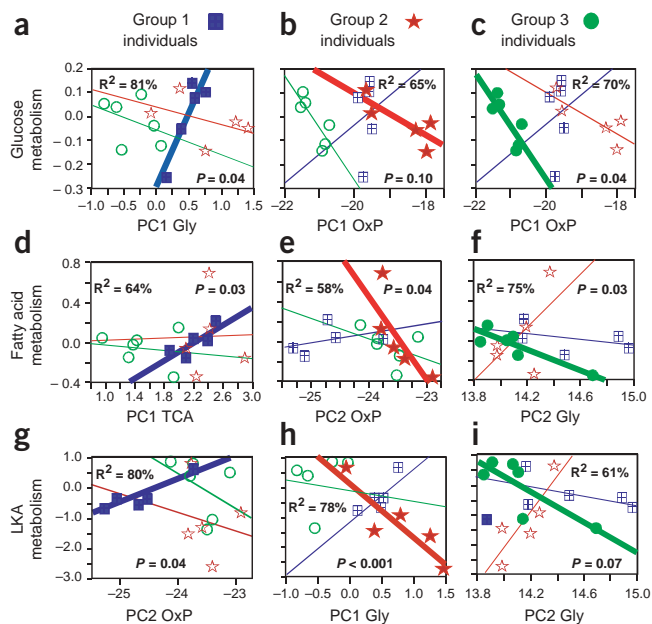 a Group 1 individuals b Group 2 individuals c Group 3 individuals
Glucose metabolism
0.2
0.1
0.0
– 0.1
– 0.2
– 0.3
R² = 81%
P = 0.04
–1.0 –0.5 0.0 0.5 1.0 1.5
PC1 Gly
R² = 65%
P = 0.10
–22 –20 –18
PC1 OxP
R² = 70%
P = 0.04
–22 –20 –18
PC1 OxP
d
Fatty acid metabolism
0.8
0.4
0.0
– 0.4
R² = 64%
P = 0.03
1.0 1.5 2.0 2.5 3.0
PC1 TCA
e
R² = 58%
P = 0.04
–25 –24 –23
PC2 OxP
f
R² = 75%
P = 0.03
13.8 14.2 14.6 15.0
PC2 Gly
g
LKA metabolism
1.0
0.0
–1.0
–2.0
–3.0
R² = 80%
P = 0.04
–25 –24 –23
PC2 OxP
h
R² = 78%
P < 0.001
–1.0 –0.5 0.0 0.5 1.0 1.5
PC1 Gly
i
R² = 61%
P = 0.07
13.8 14.2 14.6 15.0
PC2 Gly